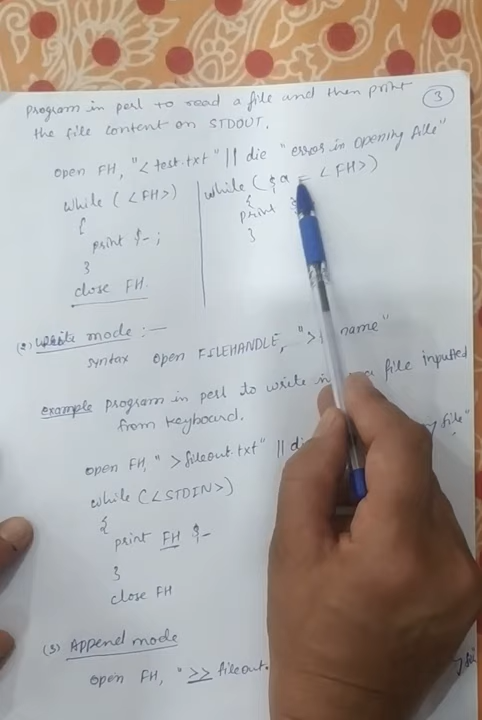 Program in perl to read a file and then print
the file content on STDOUT.
3
open FH, "<test.txt" || die "error in opening file"
while ( <FH>)
{
print $_ ;
}
close FH.
while ( $a = <FH>)
{
print
}
(2) Write mode :—
syntax open FILEHANDLE, "> name"
example program in perl to write in a file inputted
from keyboard.
open FH, " > fileout.txt" || di file"
while (<STDIN>)
{
print FH $_
}
close FH
(3) Append mode
open FH, ">> fileout.